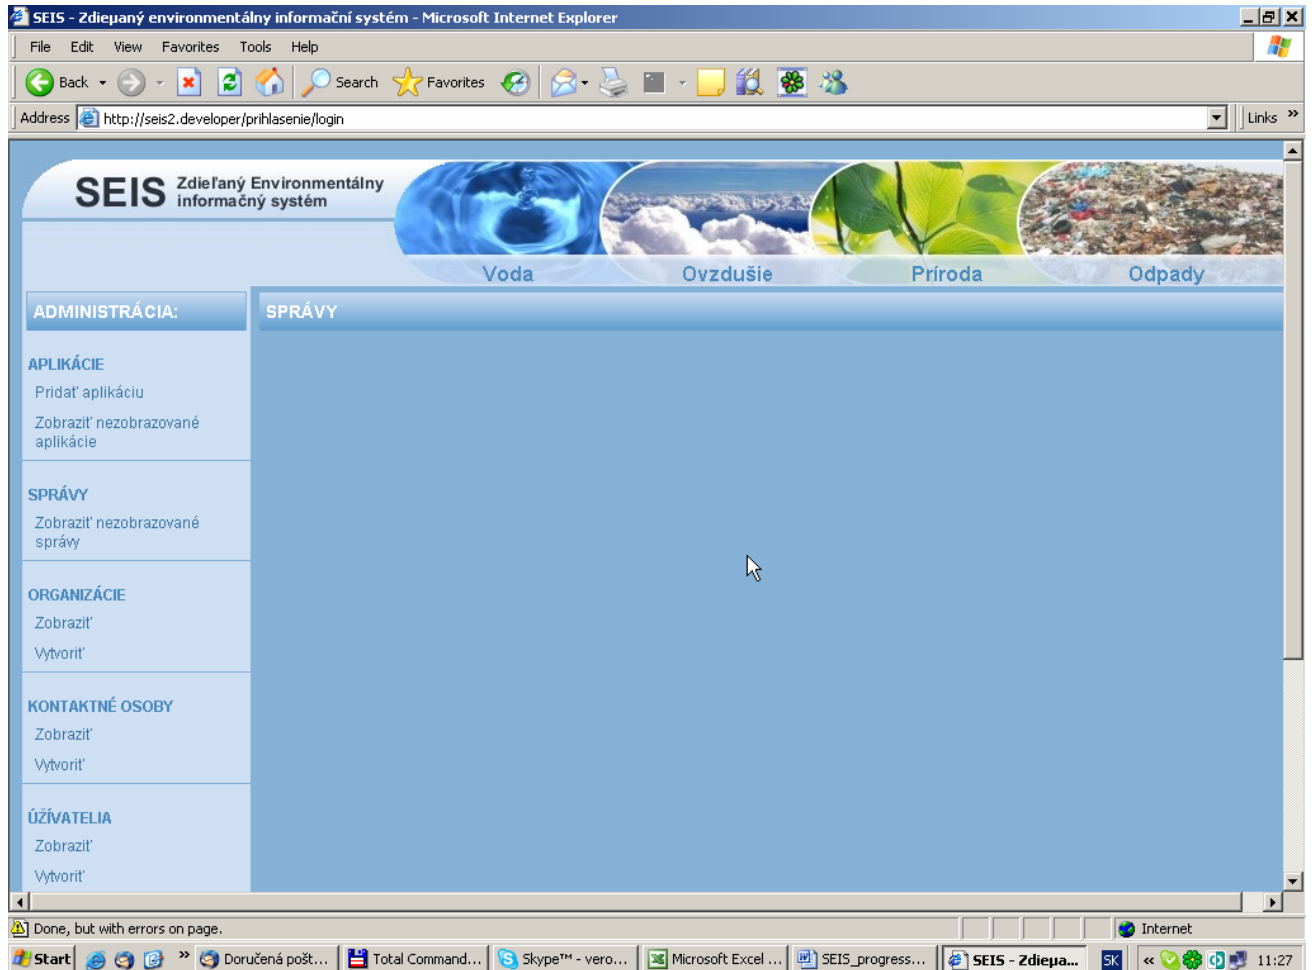 SEIS - Zdieµaný environmentálny informační systém - Microsoft Internet Explorer
File Edit View Favorites Tools Help
Back Search Favorites
Address http://seis2.developer/prihlasenie/login Links »
SEIS Zdieľaný Environmentálny
informačný systém
Voda Ovzdušie Príroda Odpady
ADMINISTRÁCIA: SPRÁVY
APLIKÁCIE
Pridať aplikáciu
Zobraziť nezobrazované
aplikácie
SPRÁVY
Zobraziť nezobrazované
správy
ORGANIZÁCIE
Zobraziť
Vytvoriť
KONTAKTNÉ OSOBY
Zobraziť
Vytvoriť
ÚŽÍVATELIA
Zobraziť
Vytvoriť
Done, but with errors on page. Internet
Start » Doručená pošt... Total Command... Skype™ - vero... Microsoft Excel ... SEIS_progress... SEIS - Zdieµa... SK « 11:27